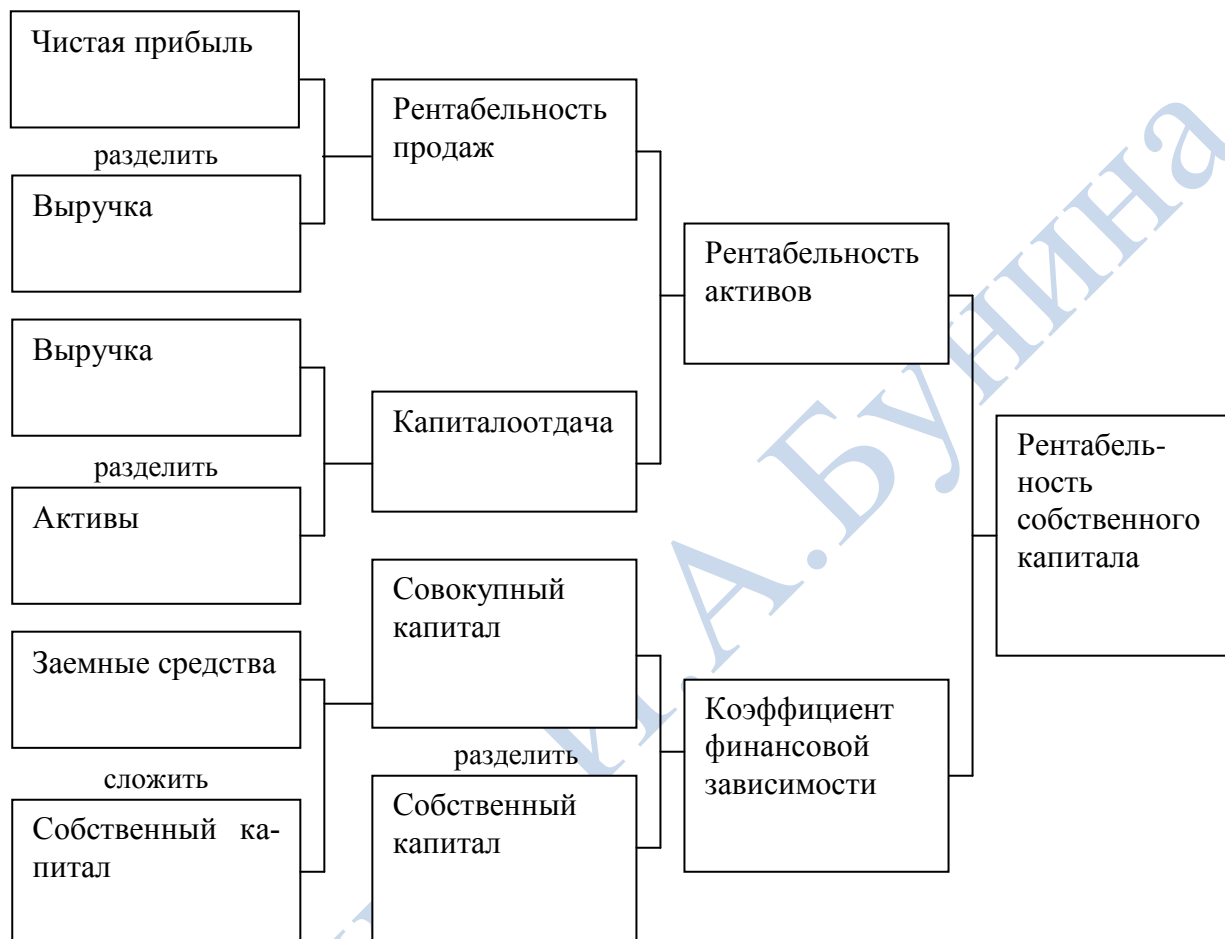 Чистая прибыль
разделить
Выручка
Выручка
разделить
Активы
Заемные средства
сложить
Собственный ка-
питал
Рентабельность
продаж
Капиталоотдача
Совокупный
капитал
разделить
Собственный
капитал
Рентабельность
активов
Коэффициент
финансовой
зависимости
Рентабель-
ность
собственного
капитала
И.А.Бунина